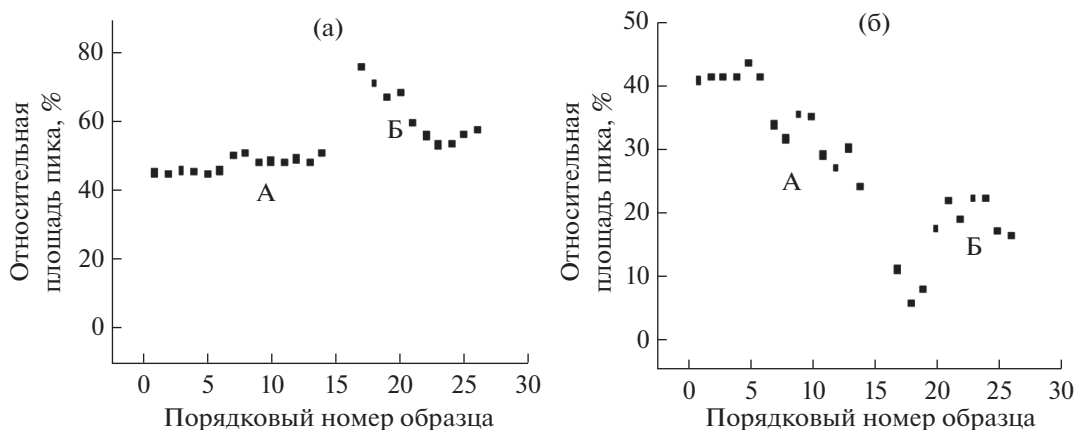 (а)
Относительная
площадь пика, %
80
60
40
20
0
А
Б
0 5 10 15 20 25 30
Порядковый номер образца
(б)
Относительная
площадь пика, %
50
40
30
20
10
0
А
Б
0 5 10 15 20 25 30
Порядковый номер образца